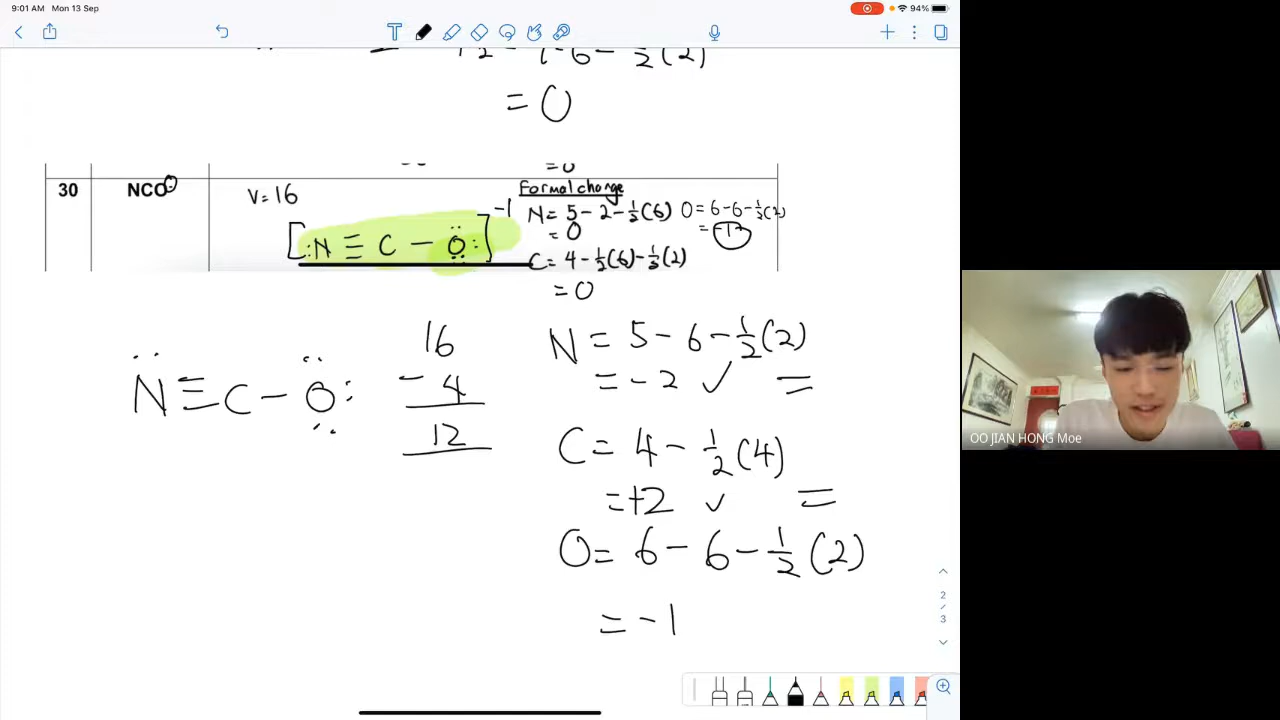 9:01 AM Mon 13 Sep
94%
= 0
=0
30 NCO⁻ V=16
Formal change
[:N ≡ C − Ö:]⁻¹
N= 5 − 2 − ½(6)
= 0
O= 6−6−½(2)
C= 4 − ½(6) − ½(2)
= 0
N̈ ≡ C − Ö:
16
− 4
12
N = 5 − 6 − ½(2)
= −2 ✓ =
C = 4 − ½(4)
= +2 ✓ =
O = 6 − 6 − ½(2)
= −1
OO JIAN HONG Moe
2
/
3